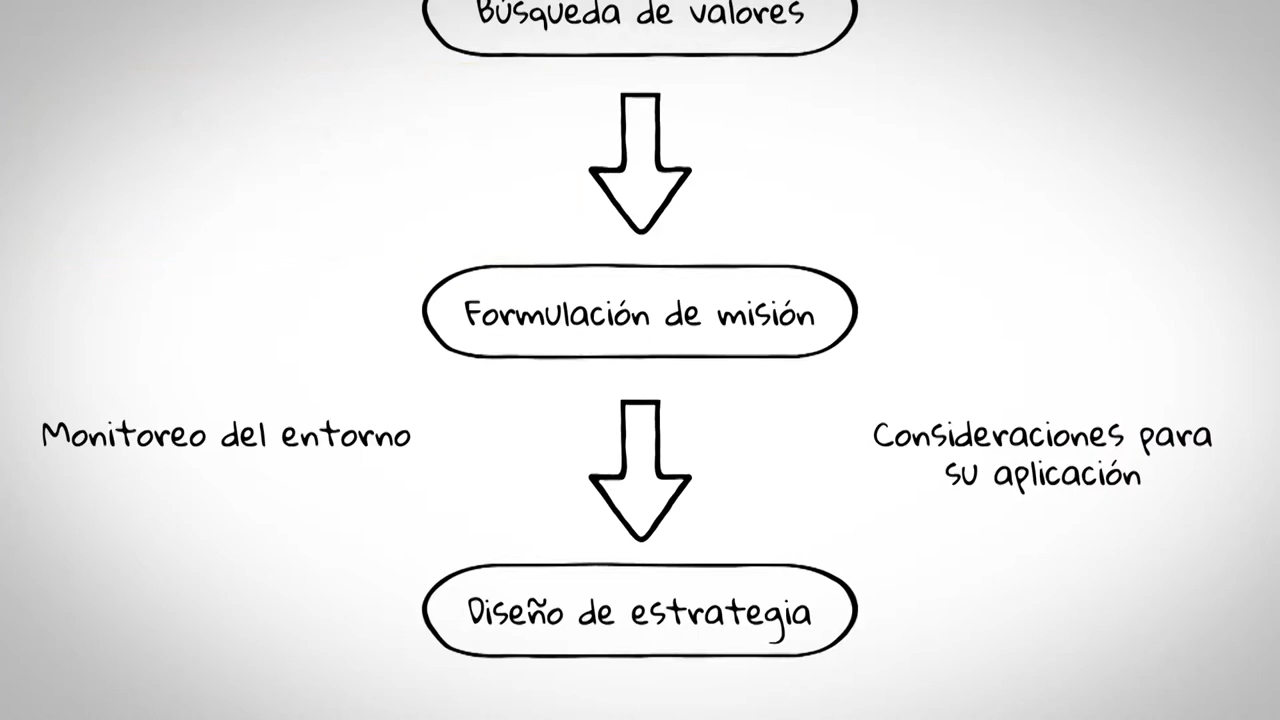 Búsqueda de valores
Formulación de misión
Monitoreo del entorno
Consideraciones para
su aplicación
Diseño de estrategia